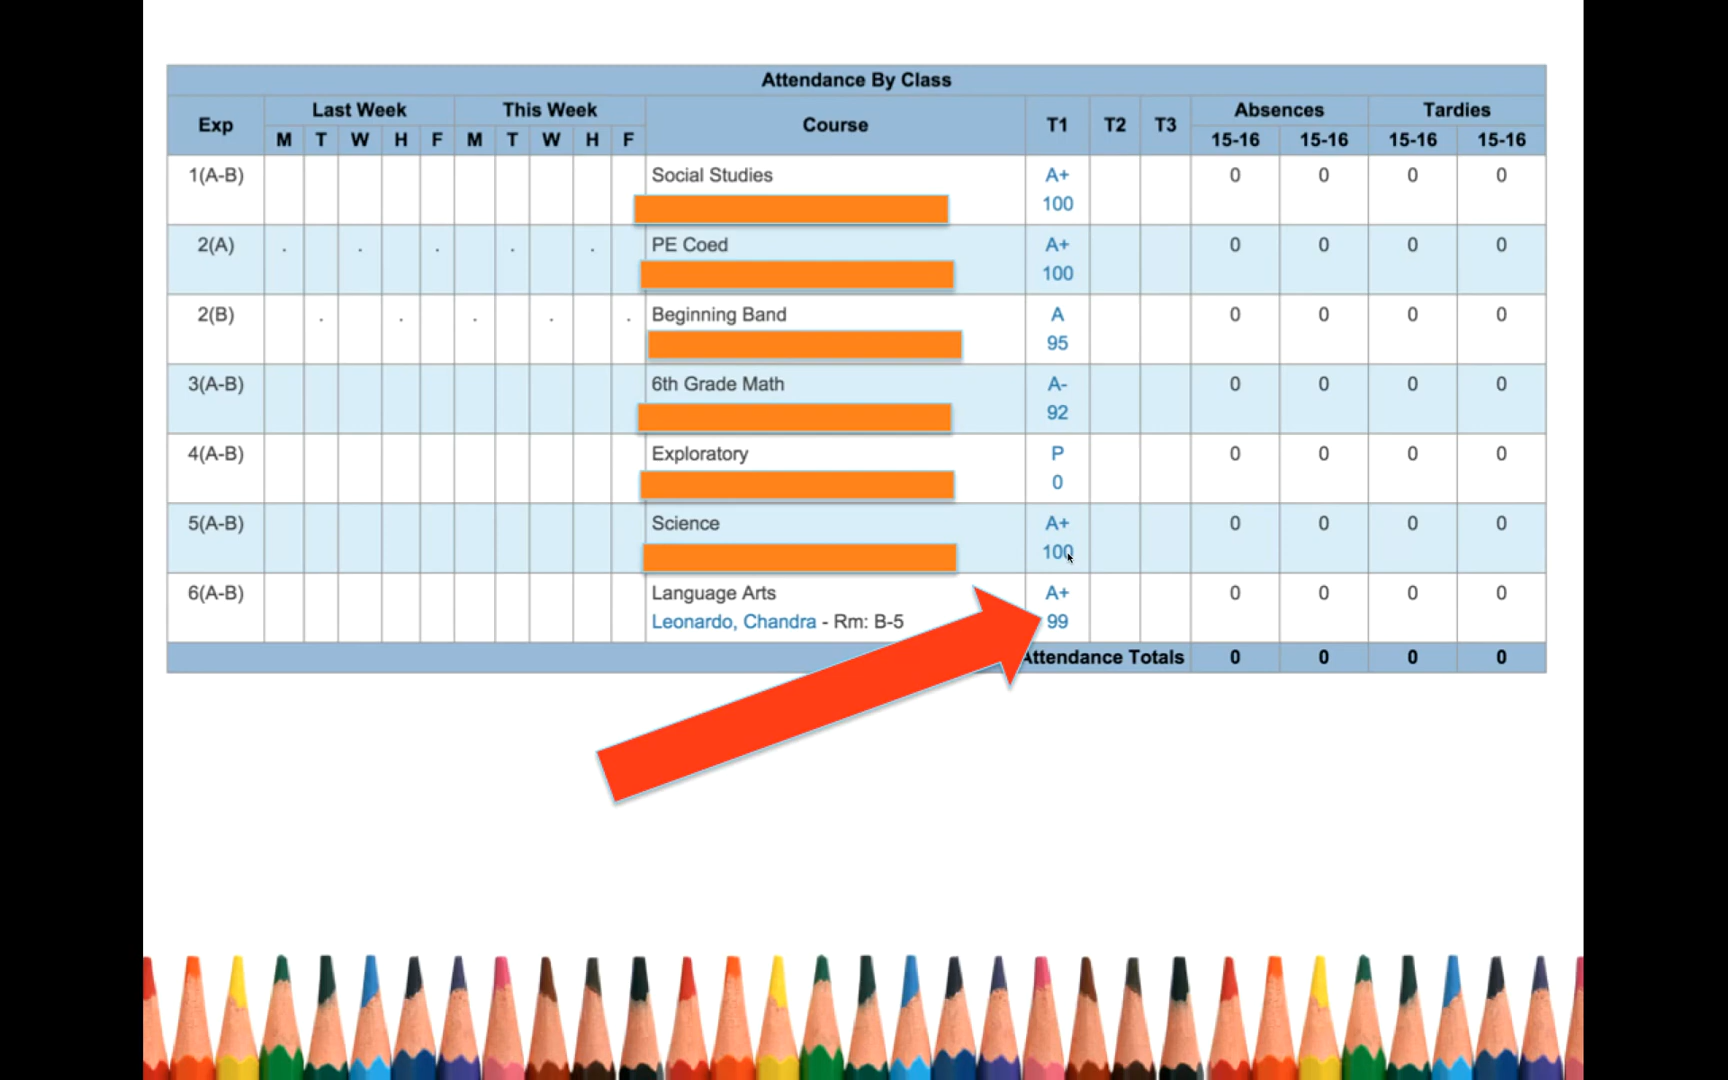 Attendance By Class
Exp Last Week This Week Course T1 T2 T3 Absences Tardies
M T W H F M T W H F 15-16 15-16 15-16 15-16
1(A-B) Social Studies A+ 0 0 0 0
100
2(A) . . . . . PE Coed A+ 0 0 0 0
100
2(B) . . . . . Beginning Band A 0 0 0 0
95
3(A-B) 6th Grade Math A- 0 0 0 0
92
4(A-B) Exploratory P 0 0 0 0
0
5(A-B) Science A+ 0 0 0 0
100
6(A-B) Language Arts A+ 0 0 0 0
Leonardo, Chandra - Rm: B-5 99
Attendance Totals 0 0 0 0